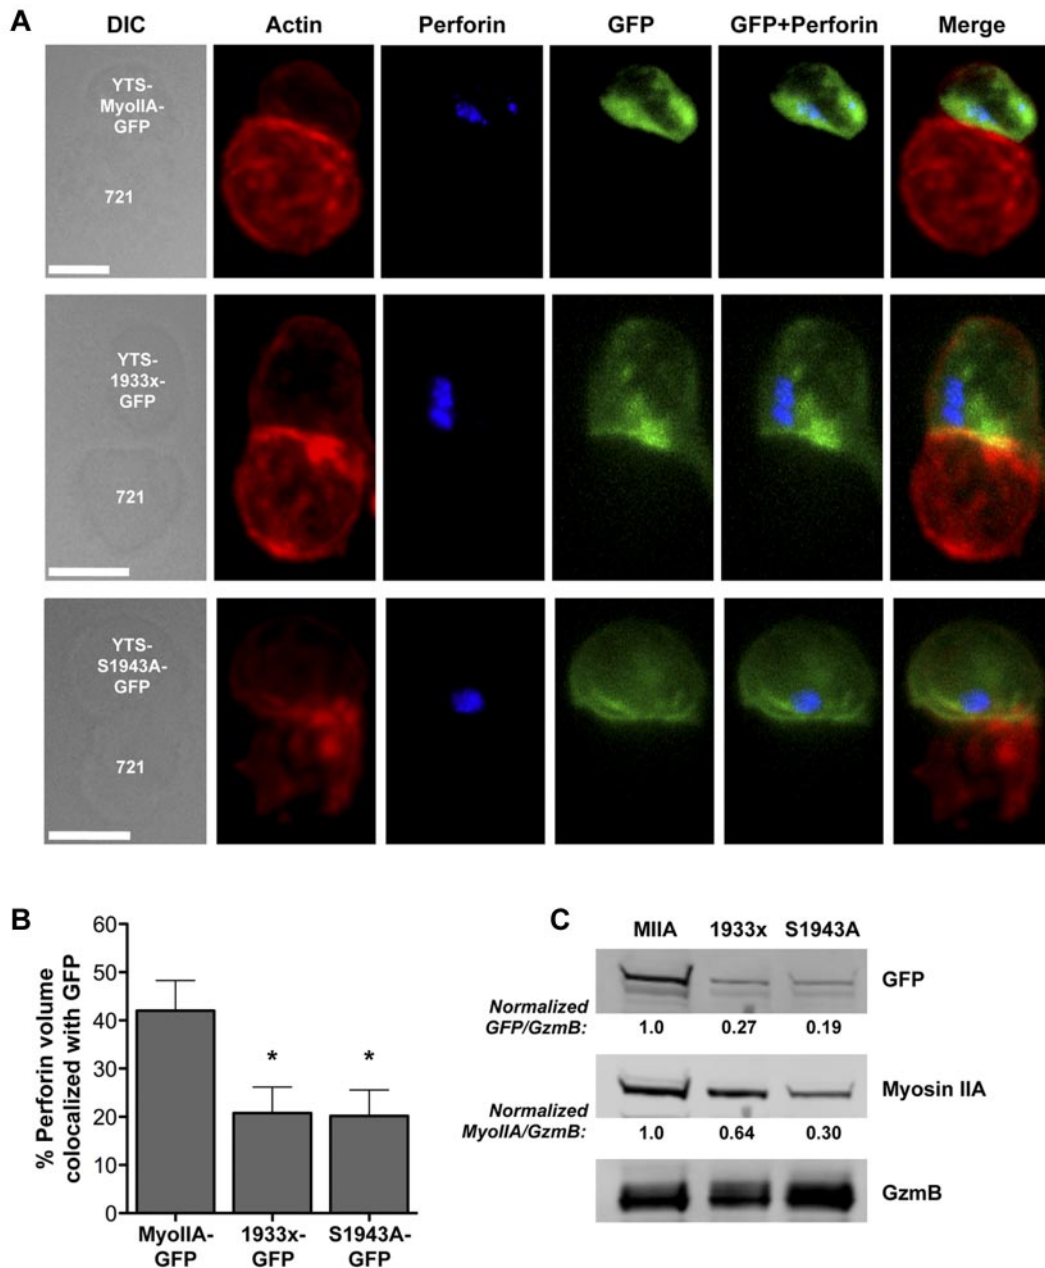 A
DIC Actin Perforin GFP GFP+Perforin Merge
YTS-
MyoIIA-
GFP
721
YTS-
1933x-
GFP
721
YTS-
S1943A-
GFP
721
B
% Perforin volume
colocalized with GFP
60
50
40
30
20
10
0
* *
MyoIIA-
GFP
1933x-
GFP
S1943A-
GFP
C
MIIA 1933x S1943A
GFP
Normalized
GFP/GzmB: 1.0 0.27 0.19
Myosin IIA
Normalized
MyoIIA/GzmB: 1.0 0.64 0.30
GzmB